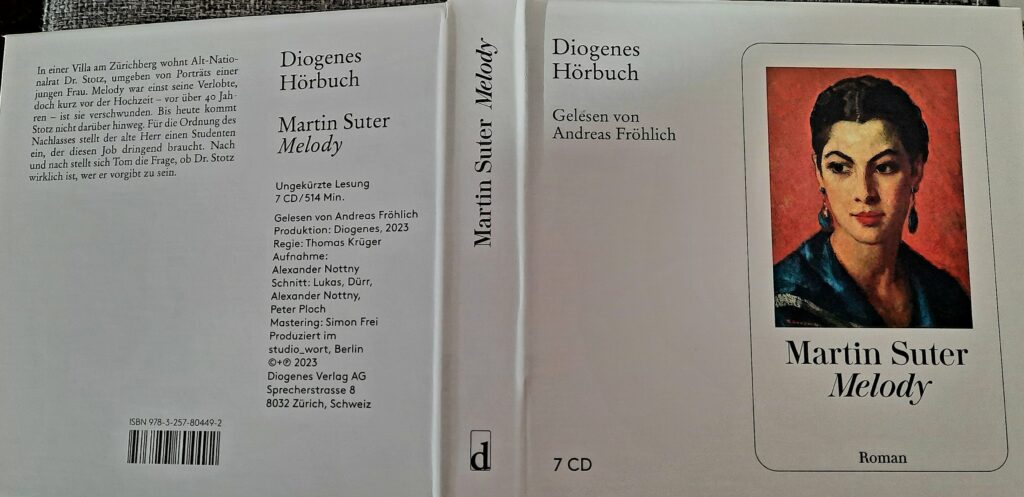 In einer Villa am Zürichberg wohnt Alt-Natio-
nalrat Dr. Stotz, umgeben von Porträts einer
jungen Frau. Melody war einst seine Verlobte,
doch kurz vor der Hochzeit – vor über 40 Jah-
ren – ist sie verschwunden. Bis heute kommt
Stotz nicht darüber hinweg. Für die Ordnung des
Nachlasses stellt der alte Herr einen Studenten
ein, der diesen Job dringend braucht. Nach
und nach stellt sich Tom die Frage, ob Dr. Stotz
wirklich ist, wer er vorgibt zu sein.
ISBN 978-3-257-80449-2
Diogenes
Hörbuch
Martin Suter
Melody
Ungekürzte Lesung
7 CD/514 Min.
Gelesen von Andreas Fröhlich
Produktion: Diogenes, 2023
Regie: Thomas Krüger
Aufnahme:
Alexander Nottny
Schnitt: Lukas, Dürr,
Alexander Nottny,
Peter Ploch
Mastering: Simon Frei
Produziert im
studio_wort, Berlin
©+℗ 2023
Diogenes Verlag AG
Sprecherstrasse 8
8032 Zürich, Schweiz
Martin Suter Melody
d
Diogenes
Hörbuch
Gelesen von
Andreas Fröhlich
7 CD
Martin Suter
Melody
Roman